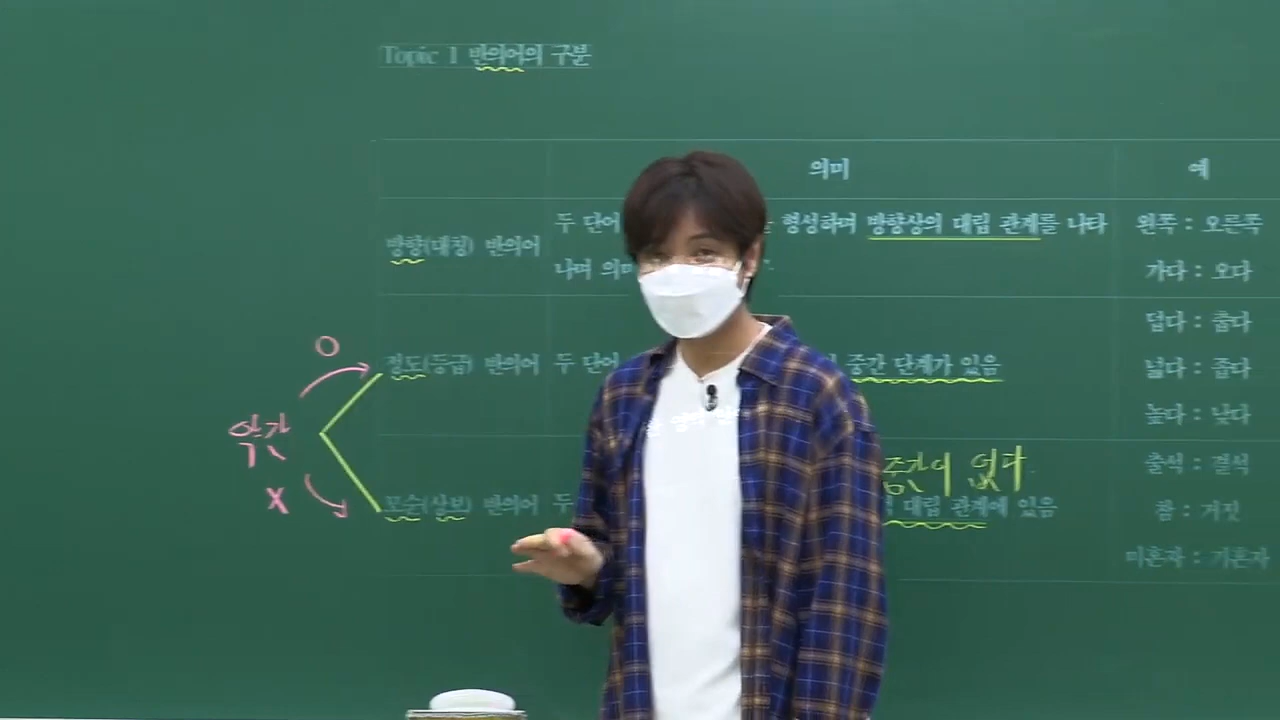 Topic 1 반의어의 구분
의미
예
방향(대칭) 반의어
두 단어 형성하며 방향상의 대립 관계를 나타
나며
왼쪽 : 오른쪽
가다 : 오다
정도(등급) 반의어
두 단어 중간 단계가 있음
덥다 : 춥다
넓다 : 좁다
높다 : 낮다
모순(상보) 반의어
두 대립 관계에 있음
중간이 없다
출석 : 결석
참 : 거짓
미혼자 : 기혼자
O
약간
X